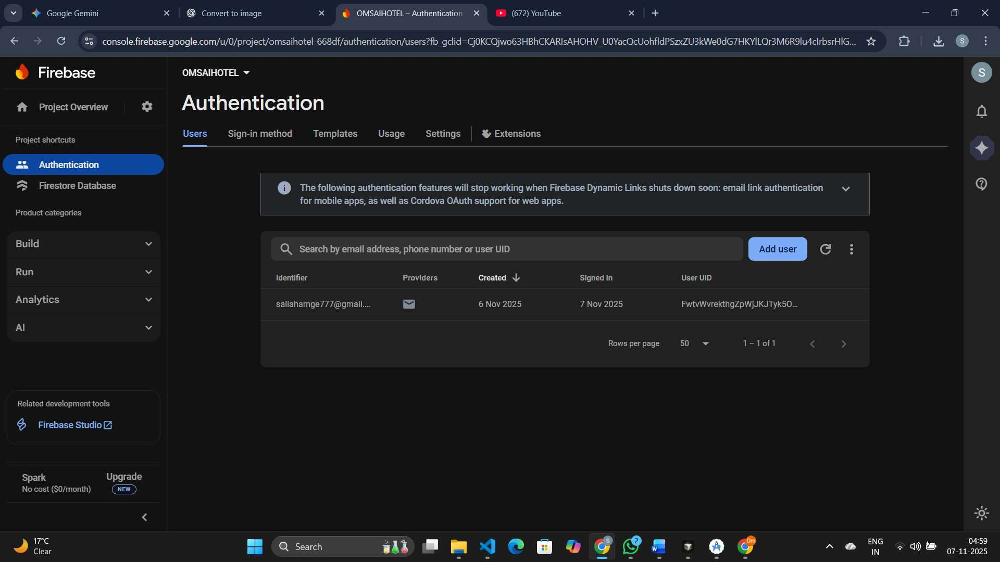 Google Gemini
Convert to image
OMSAIHOTEL – Authentication
(672) YouTube
console.firebase.google.com/u/0/project/omsaihotel-668df/authentication/users?fb_gclid=Cj0KCQjwo63HBhCKARIsAHOHV_U0YacQcUohfldPSzxZU3kWe0dG7HKYlLQr3M6R9lu4clrbsrHlG...
S
Firebase
Project Overview
Project shortcuts
Authentication
Firestore Database
Product categories
Build
Run
Analytics
AI
Related development tools
Firebase Studio
Spark
No cost ($0/month)
Upgrade
NEW
OMSAIHOTEL
S
Authentication
Users Sign-in method Templates Usage Settings Extensions
The following authentication features will stop working when Firebase Dynamic Links shuts down soon: email link authentication
for mobile apps, as well as Cordova OAuth support for web apps.
Search by email address, phone number or user UID
Add user
Identifier Providers Created Signed In User UID
sailahamge777@gmail.... 6 Nov 2025 7 Nov 2025 FwtvWvrekthgZpWjJKJTyk5O...
Rows per page 50 1 – 1 of 1
17°C
Clear
Search
S
2
Om
ENG
IN
04:59
07-11-2025